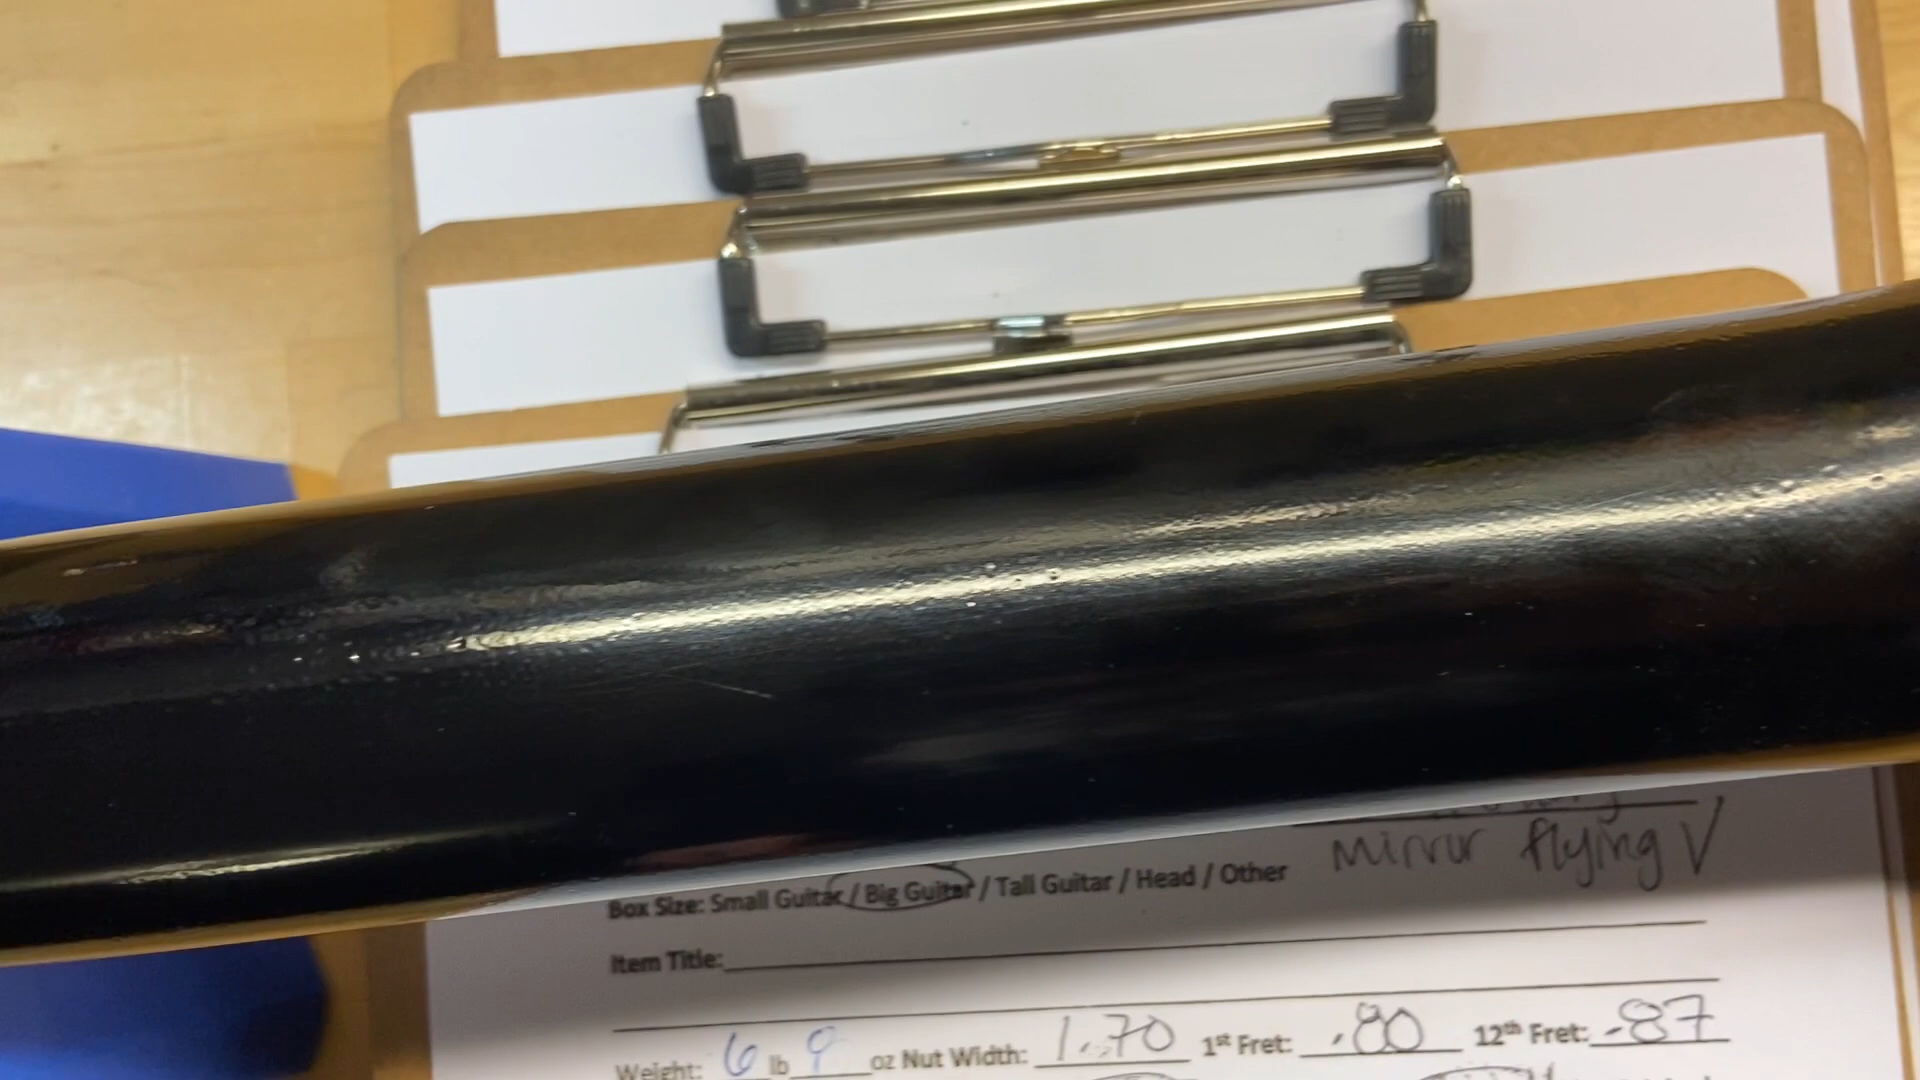 Mirror flying V
Box Size: Small Guitar / Big Guitar / Tall Guitar / Head / Other
Item Title:
Weight: 6 lb 9 oz Nut Width: 1.70 1st Fret: .80 12th Fret: .87